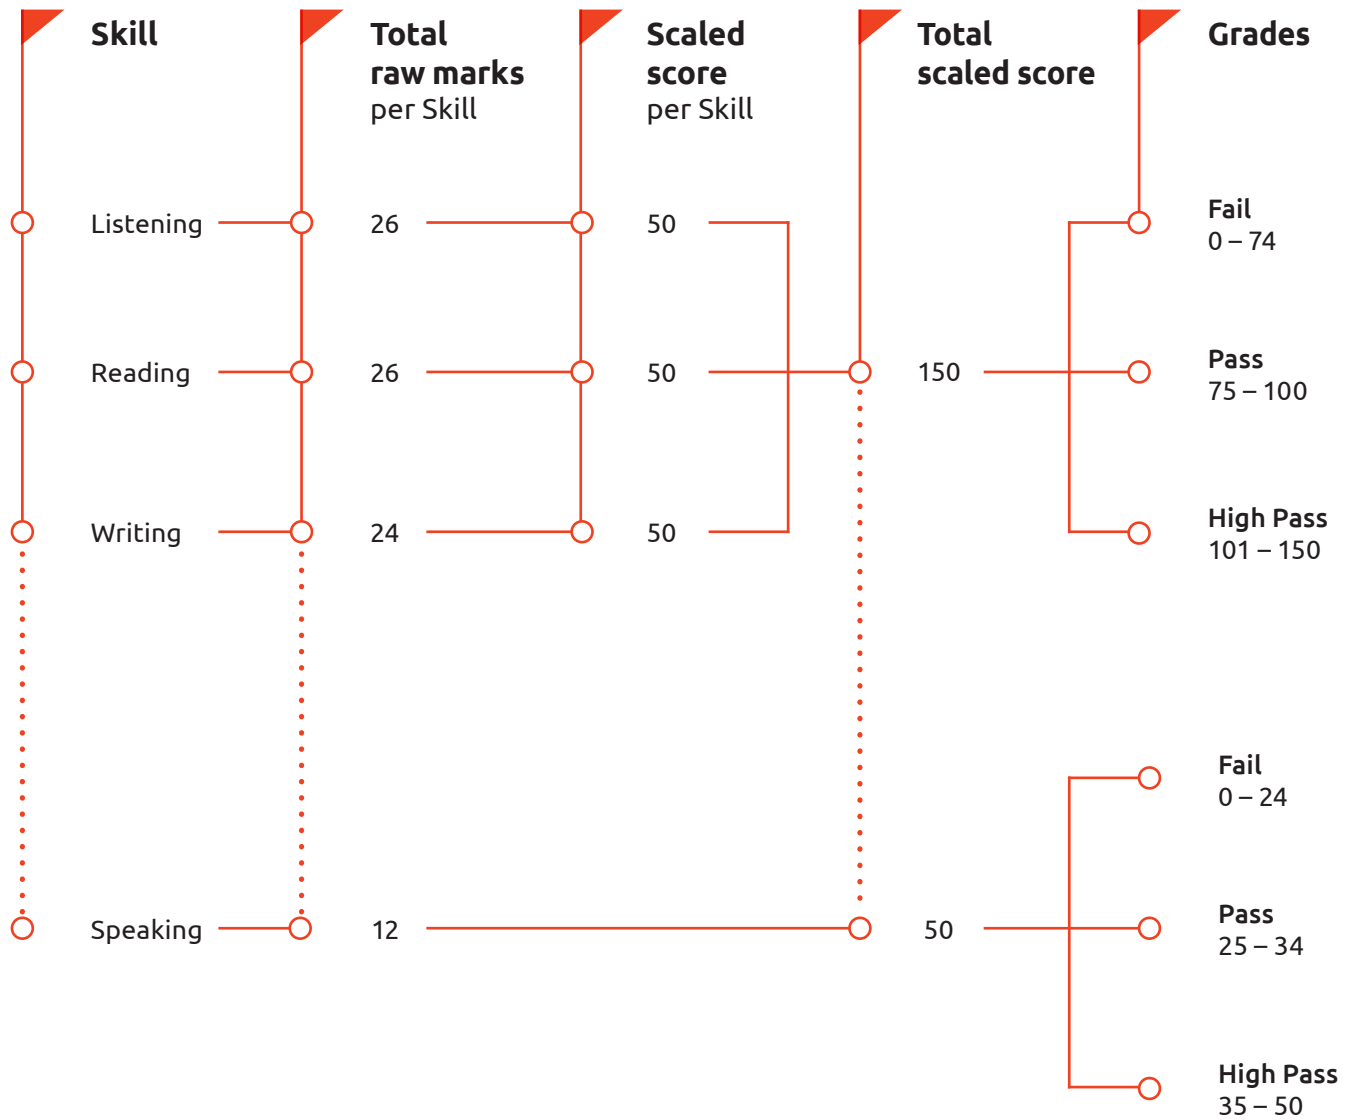 Skill
Total
raw marks
per Skill
Scaled
score
per Skill
Total
scaled score
Grades
Listening
26
50
Reading
26
50
Writing
24
50
150
Fail
0 – 74
Pass
75 – 100
High Pass
101 – 150
Speaking
12
50
Fail
0 – 24
Pass
25 – 34
High Pass
35 – 50